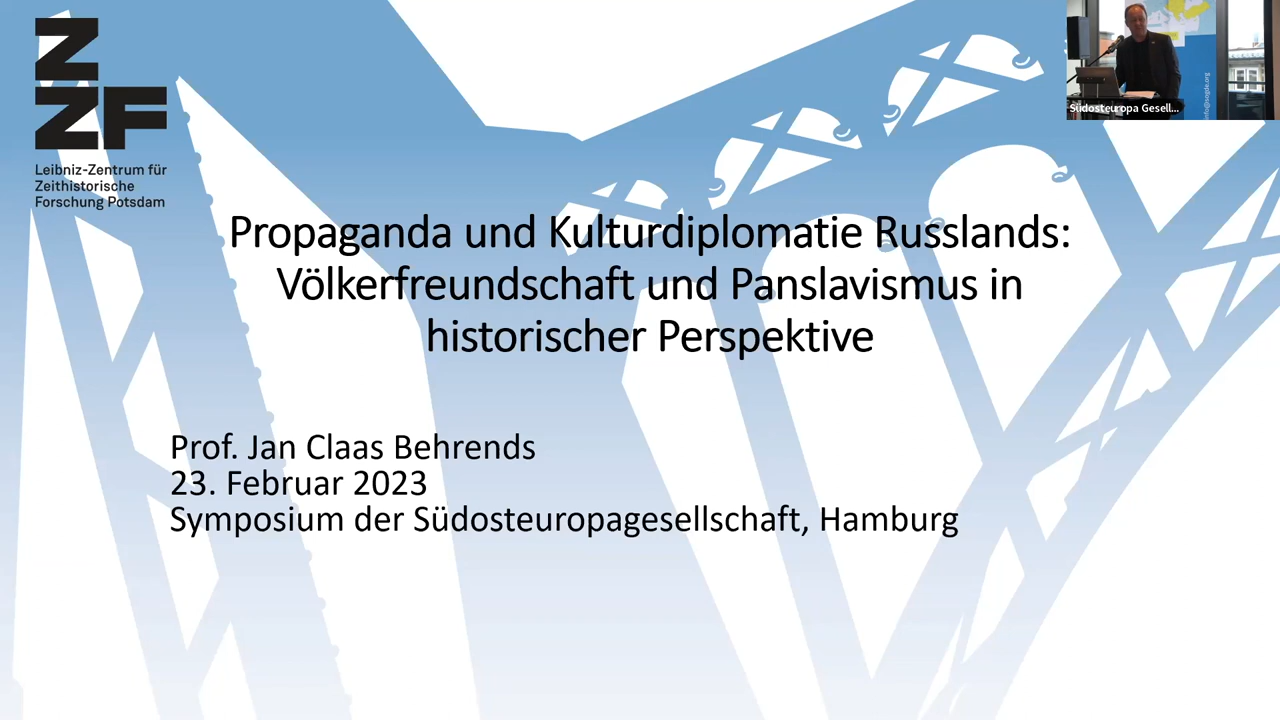 Z
ZF
Leibniz-Zentrum für
Zeithistorische
Forschung Potsdam
Südosteuropa Gesell...
Propaganda und Kulturdiplomatie Russlands:
Völkerfreundschaft und Panslavismus in
historischer Perspektive
Prof. Jan Claas Behrends
23. Februar 2023
Symposium der Südosteuropagesellschaft, Hamburg